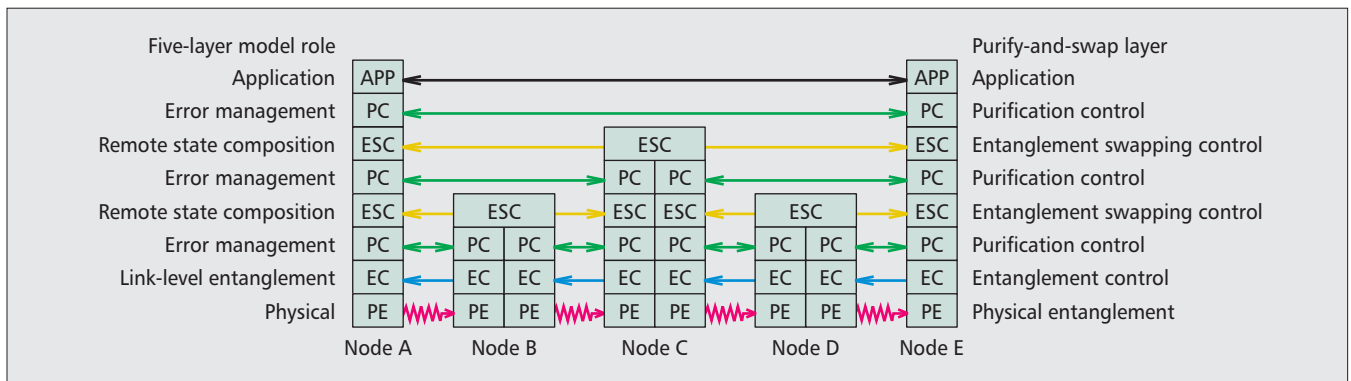 Five-layer model role Purify-and-swap layer
Application APP APP Application
Error management PC PC Purification control
Remote state composition ESC ESC ESC Entanglement swapping control
Error management PC PC PC PC Purification control
Remote state composition ESC ESC ESC ESC ESC ESC Entanglement swapping control
Error management PC PC PC PC PC PC PC PC Purification control
Link-level entanglement EC EC EC EC EC EC EC EC Entanglement control
Physical PE PE PE PE PE PE PE PE Physical entanglement
Node A Node B Node C Node D Node E